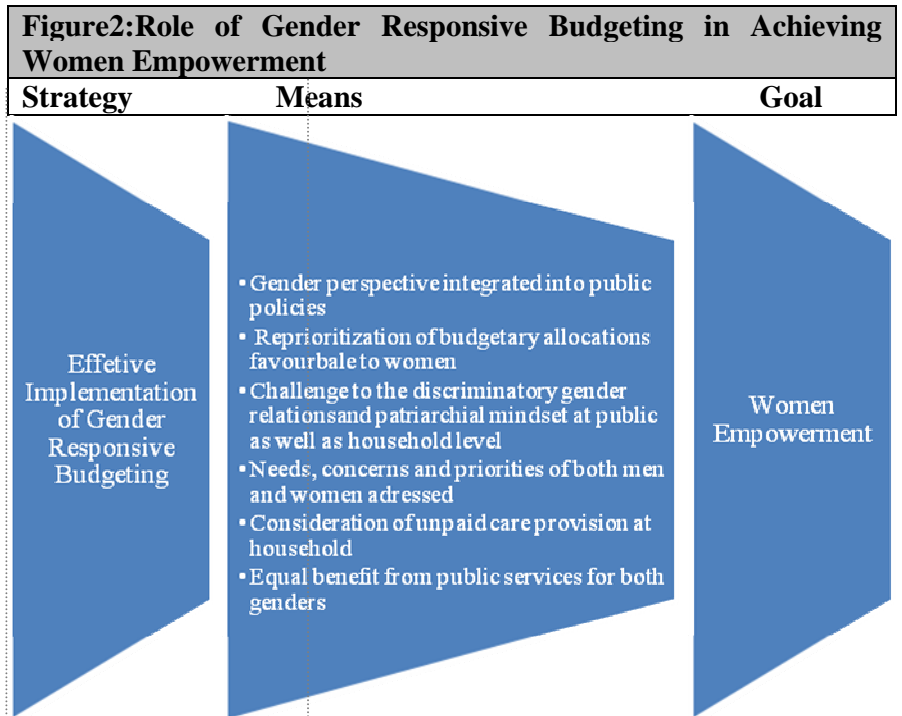 Figure2:Role of Gender Responsive Budgeting in Achieving
Women Empowerment
Strategy Means Goal
Effetive
Implementation
of Gender
Responsive
Budgeting
• Gender perspective integrated into public
policies
• Reprioritization of budgetary allocations
favourbale to women
• Challenge to the discriminatory gender
relationsand patriarchial mindset at public
as well as household level
• Needs, concerns and priorities of both men
and women adressed
• Consideration of unpaid care provision at
household
• Equal benefit from public services for both
genders
Women
Empowerment